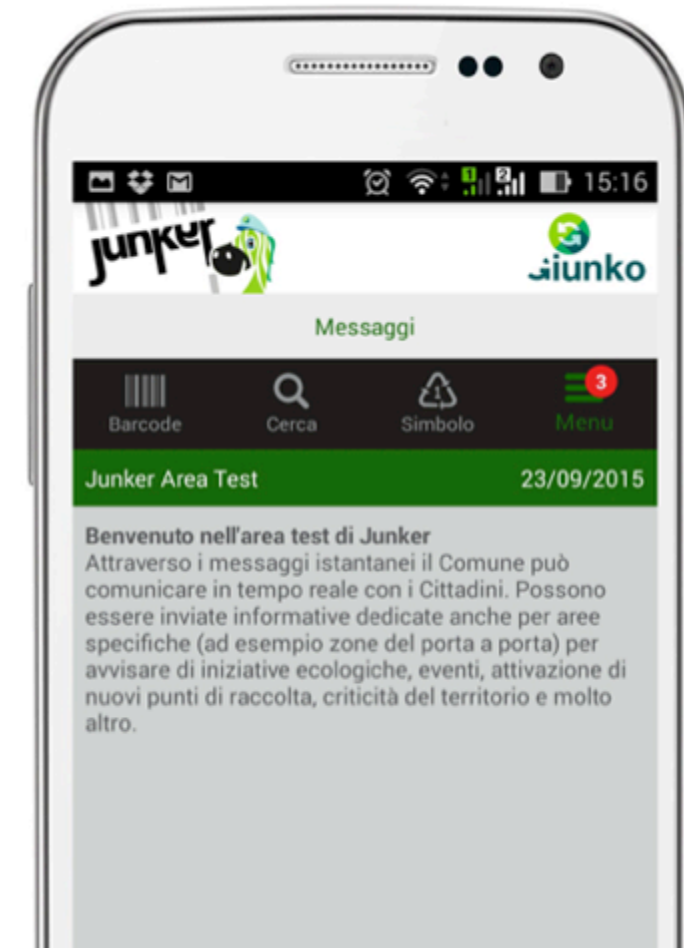 1 2 15:16
junker
Giunko
Messaggi
Barcode Cerca 1 Simbolo 3 Menu
Junker Area Test 23/09/2015
Benvenuto nell'area test di Junker
Attraverso i messaggi istantanei il Comune può
comunicare in tempo reale con i Cittadini. Possono
essere inviate informative dedicate anche per aree
specifiche (ad esempio zone del porta a porta) per
avvisare di iniziative ecologiche, eventi, attivazione di
nuovi punti di raccolta, criticità del territorio e molto
altro.